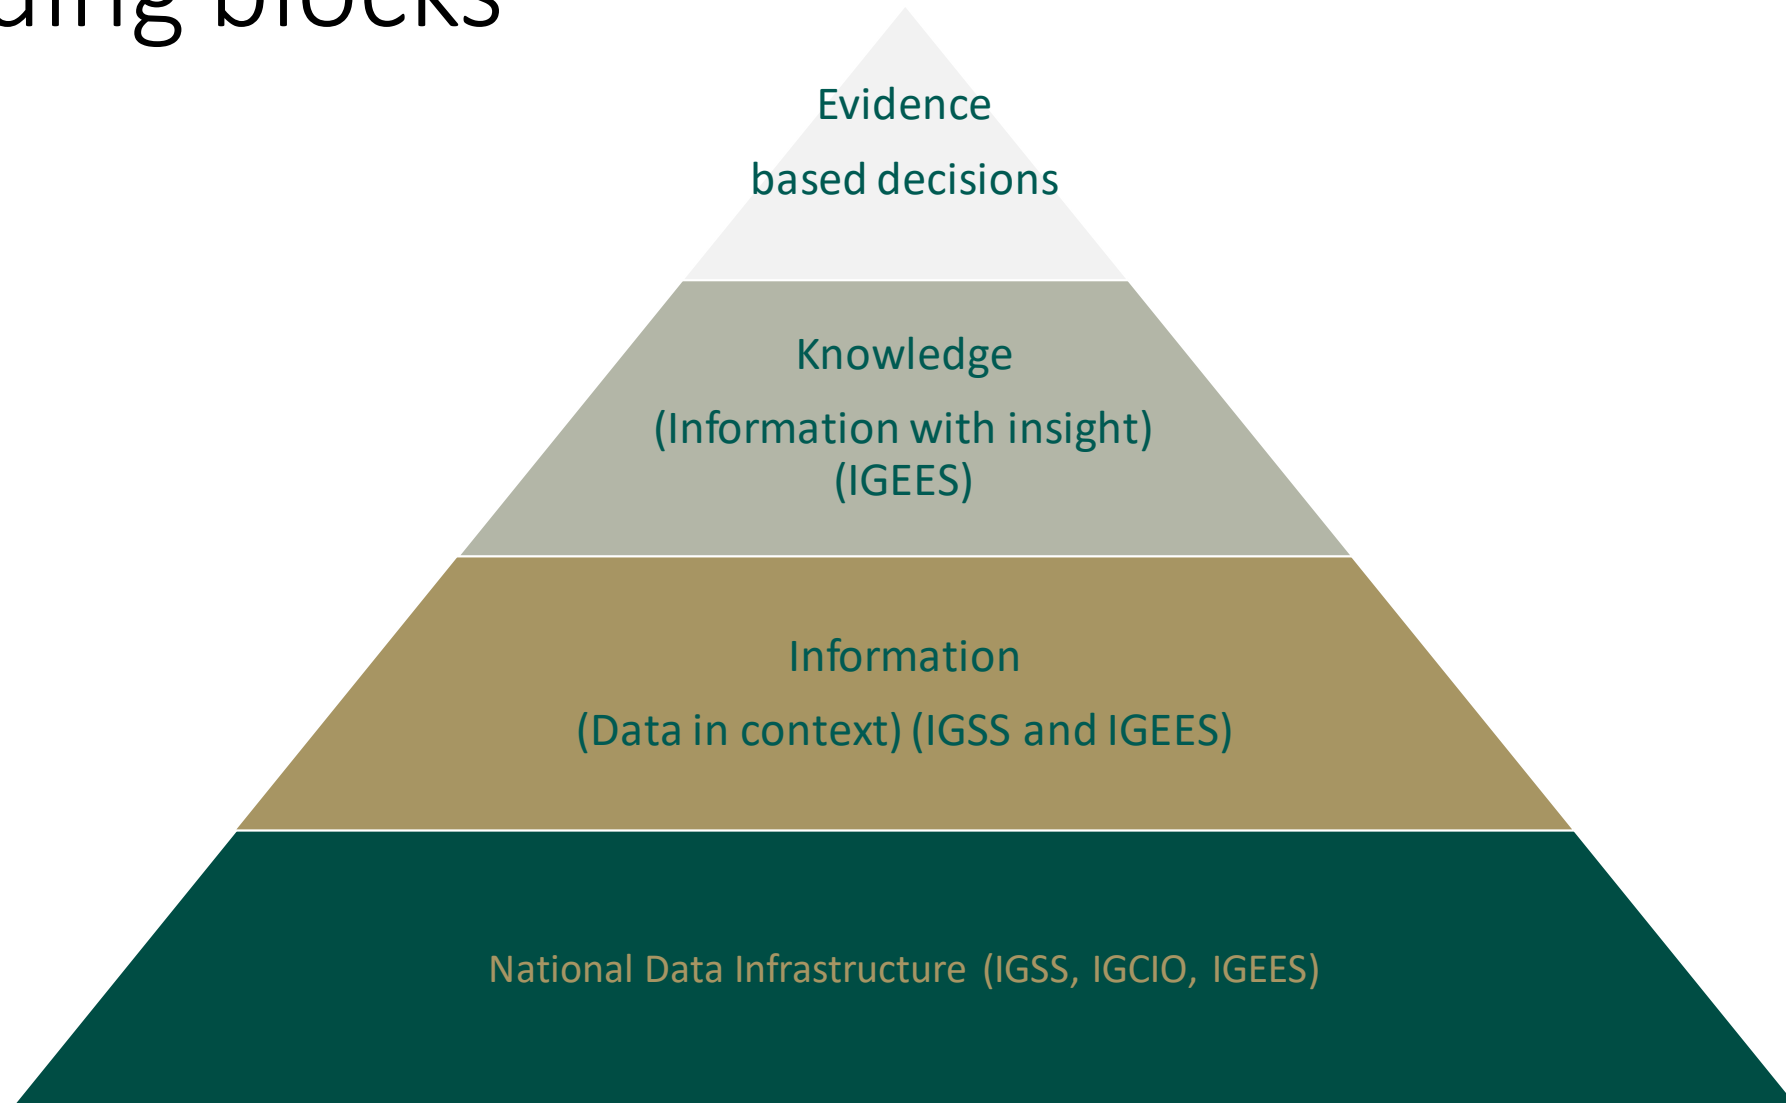 blocks
Evidence
based decisions
Knowledge
(Information with insight)
(IGEES)
Information
(Data in context) (IGSS and IGEES)
National Data Infrastructure (IGSS, IGCIO, IGEES)